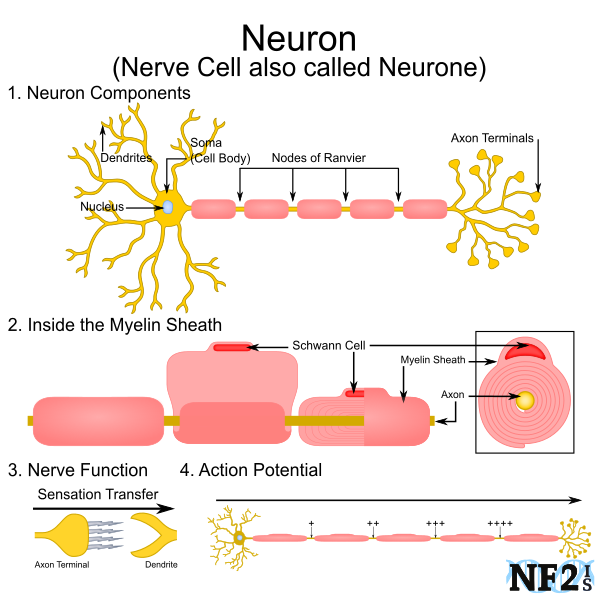 Neuron
(Nerve Cell also called Neurone)
1. Neuron Components
Dendrites
Soma
(Cell Body)
Nodes of Ranvier
Axon Terminals
Nucleus
2. Inside the Myelin Sheath
Schwann Cell
Myelin Sheath
Axon
3. Nerve Function
Sensation Transfer
Axon Terminal
Dendrite
4. Action Potential
+
++
+++
++++
NF2IS